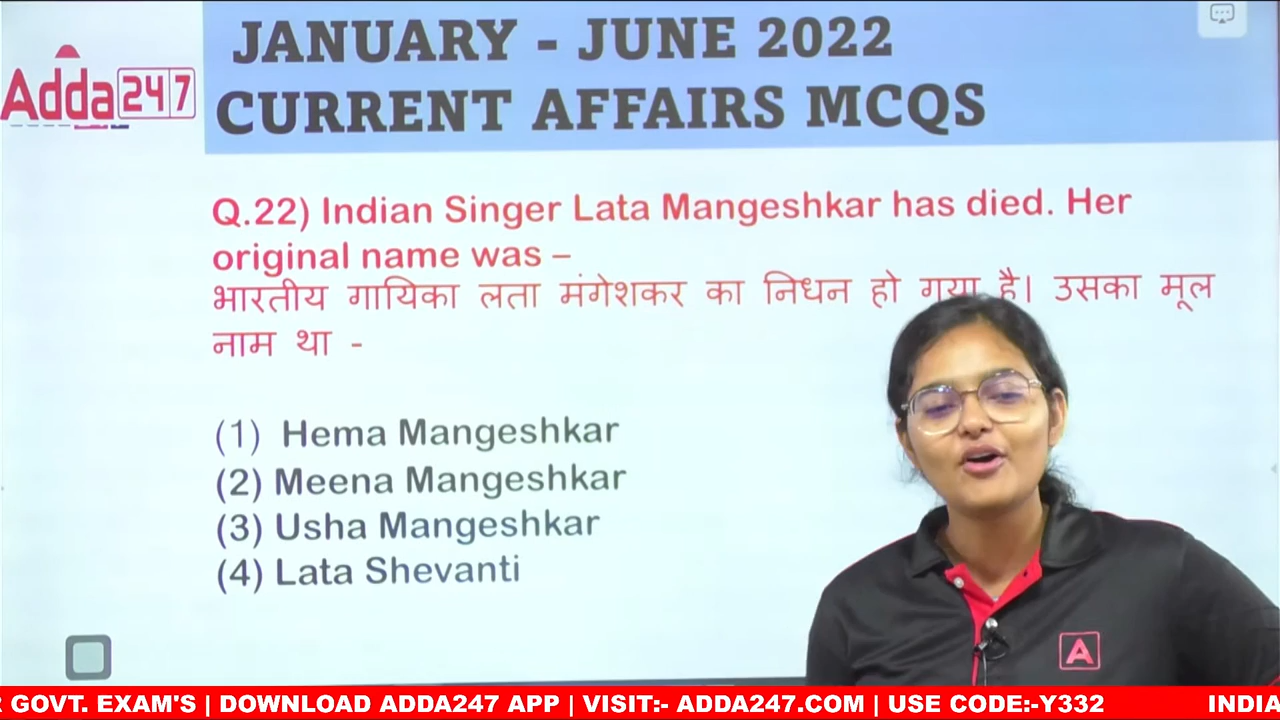 JANUARY - JUNE 2022
Adda247
CURRENT AFFAIRS MCQS
Q.22) Indian Singer Lata Mangeshkar has died. Her
original name was –
भारतीय गायिका लता मंगेशकर का निधन हो गया है। उसका मूल
नाम था -
(1) Hema Mangeshkar
(2) Meena Mangeshkar
(3) Usha Mangeshkar
(4) Lata Shevanti
A
R GOVT. EXAM'S | DOWNLOAD ADDA247 APP | VISIT:- ADDA247.COM | USE CODE:-Y332 INDIA